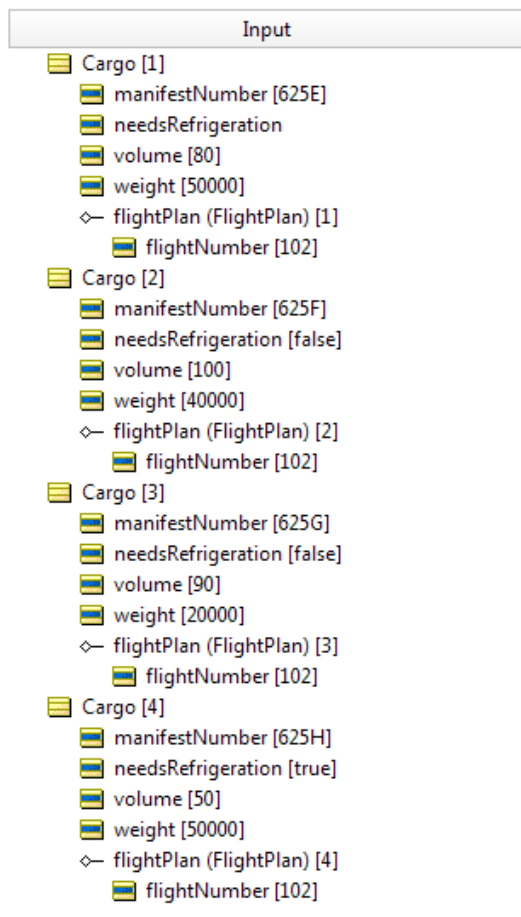 Input
Cargo [1]
manifestNumber [625E]
needsRefrigeration
volume [80]
weight [50000]
flightPlan (FlightPlan) [1]
flightNumber [102]
Cargo [2]
manifestNumber [625F]
needsRefrigeration [false]
volume [100]
weight [40000]
flightPlan (FlightPlan) [2]
flightNumber [102]
Cargo [3]
manifestNumber [625G]
needsRefrigeration [false]
volume [90]
weight [20000]
flightPlan (FlightPlan) [3]
flightNumber [102]
Cargo [4]
manifestNumber [625H]
needsRefrigeration [true]
volume [50]
weight [50000]
flightPlan (FlightPlan) [4]
flightNumber [102]